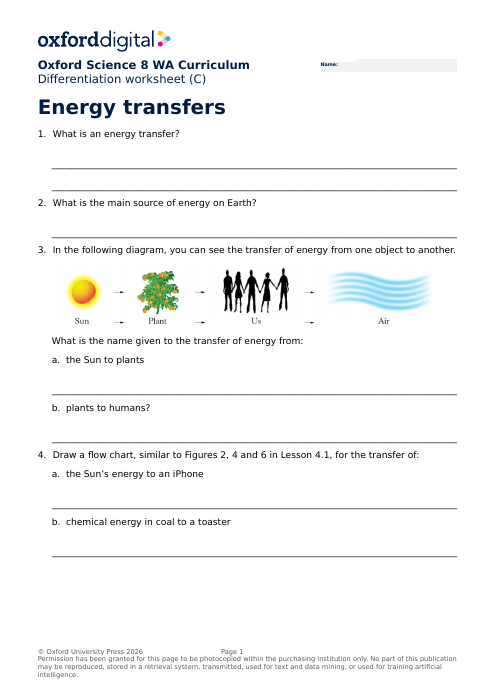 oxforddigital
Oxford Science 8 WA Curriculum
Name:
Differentiation worksheet (C)
Energy transfers
1. What is an energy transfer?
2. What is the main source of energy on Earth?
3. In the following diagram, you can see the transfer of energy from one object to another.
Sun → Plant → Us → Air
What is the name given to the transfer of energy from:
a. the Sun to plants
b. plants to humans?
4. Draw a flow chart, similar to Figures 2, 4 and 6 in Lesson 4.1, for the transfer of:
a. the Sun’s energy to an iPhone
b. chemical energy in coal to a toaster
© Oxford University Press 2026 Page 1
Permission has been granted for this page to be photocopied within the purchasing institution only. No part of this publication
may be reproduced, stored in a retrieval system, transmitted, used for text and data mining, or used for training artificial
intelligence.